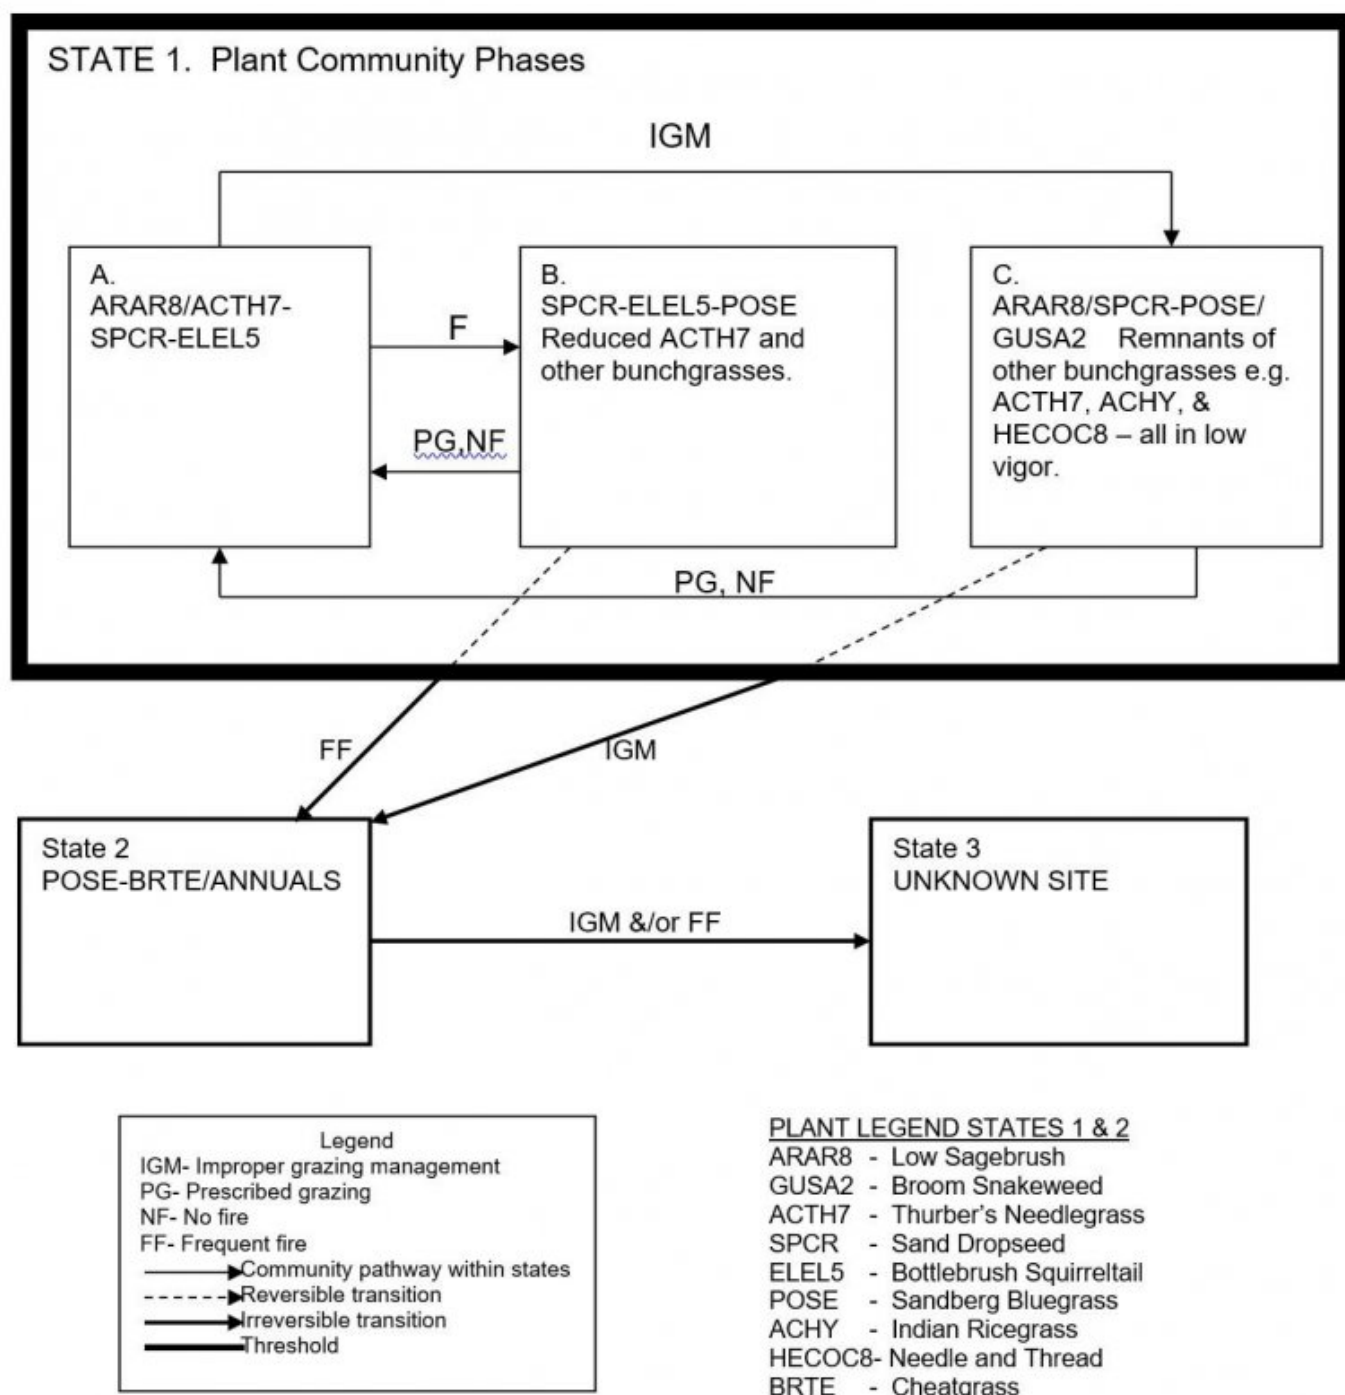 STATE 1. Plant Community Phases
IGM
A.
ARAR8/ACTH7-
SPCR-ELEL5
F
PG,NF
B.
SPCR-ELEL5-POSE
Reduced ACTH7 and
other bunchgrasses.
C.
ARAR8/SPCR-POSE/
GUSA2 Remnants of
other bunchgrasses e.g.
ACTH7, ACHY, &
HECOC8 – all in low
vigor.
PG, NF
FF
IGM
State 2
POSE-BRTE/ANNUALS
IGM &/or FF
State 3
UNKNOWN SITE
Legend
IGM- Improper grazing management
PG- Prescribed grazing
NF- No fire
FF- Frequent fire
Community pathway within states
Reversible transition
Irreversible transition
Threshold
PLANT LEGEND STATES 1 & 2
ARAR8 - Low Sagebrush
GUSA2 - Broom Snakeweed
ACTH7 - Thurber's Needlegrass
SPCR - Sand Dropseed
ELEL5 - Bottlebrush Squirreltail
POSE - Sandberg Bluegrass
ACHY - Indian Ricegrass
HECOC8- Needle and Thread
BRTE - Cheatgrass